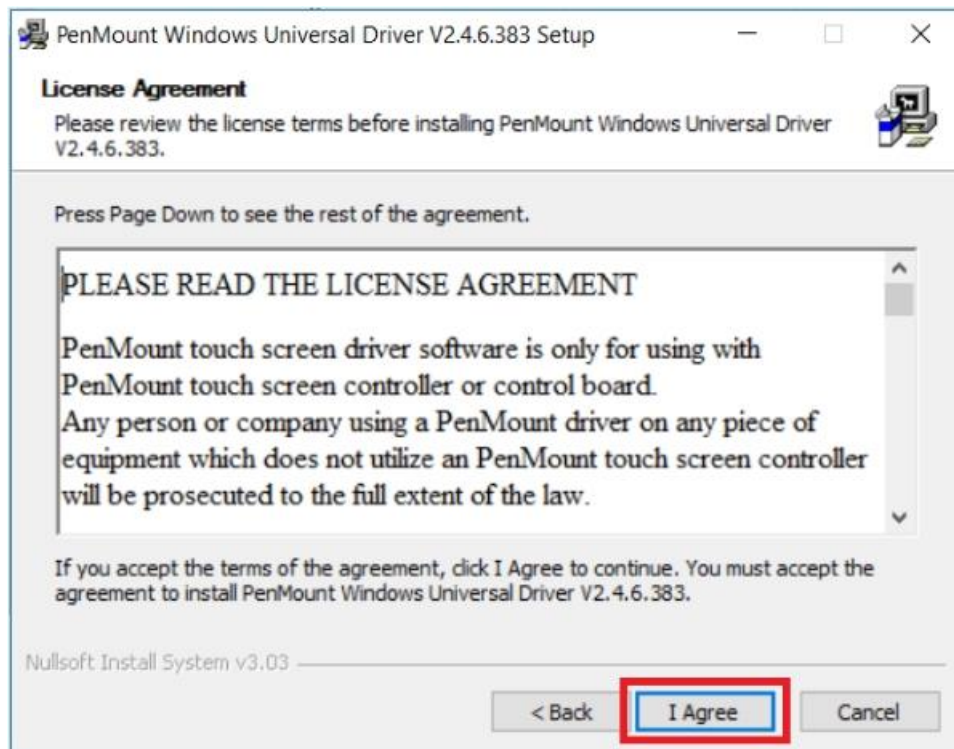 PenMount Windows Universal Driver V2.4.6.383 Setup
License Agreement
Please review the license terms before installing PenMount Windows Universal Driver
V2.4.6.383.
Press Page Down to see the rest of the agreement.
PLEASE READ THE LICENSE AGREEMENT
PenMount touch screen driver software is only for using with
PenMount touch screen controller or control board.
Any person or company using a PenMount driver on any piece of
equipment which does not utilize an PenMount touch screen controller
will be prosecuted to the full extent of the law.
If you accept the terms of the agreement, click I Agree to continue. You must accept the
agreement to install PenMount Windows Universal Driver V2.4.6.383.
Nullsoft Install System v3.03
< Back
I Agree
Cancel